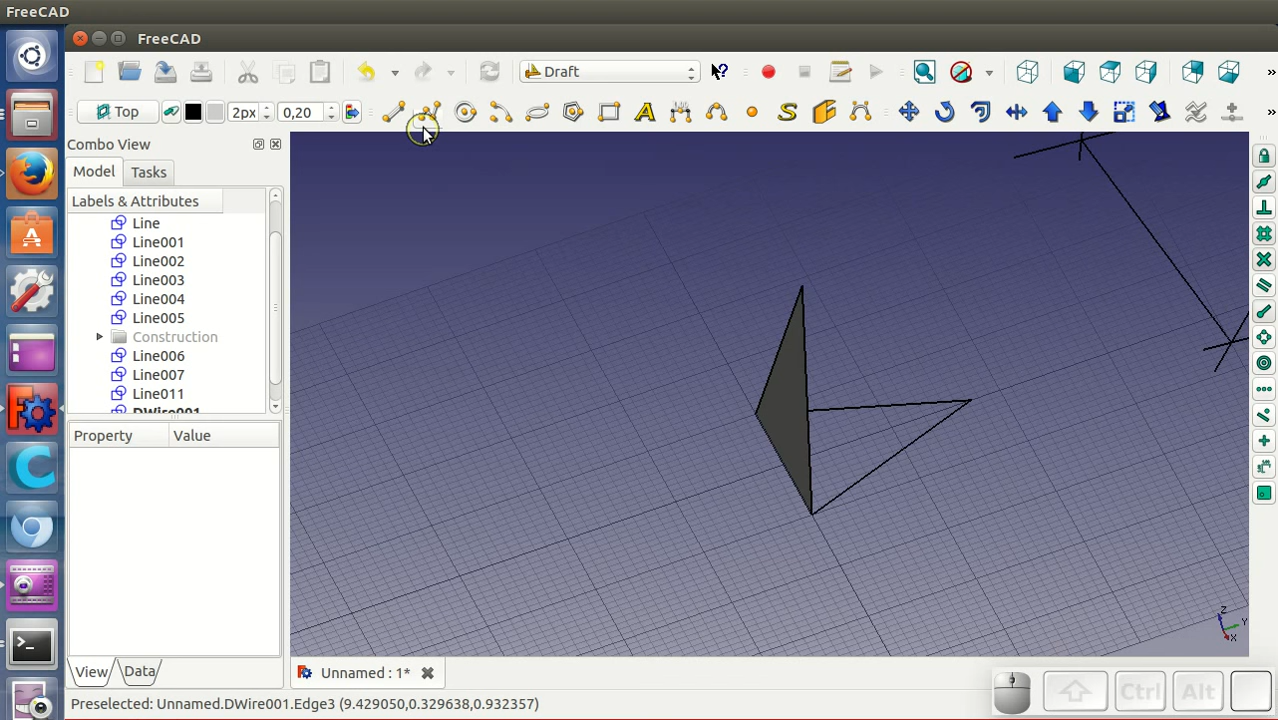 FreeCAD
FreeCAD
Draft
»
Top
2px
0,20
»
Combo View
Model
Tasks
Labels & Attributes
Line
Line001
Line002
Line003
Line004
Line005
Construction
Line006
Line007
Line011
DWire001
Property
Value
View
Data
Unnamed : 1*
Z
Y
X
Ctrl
Alt
Preselected: Unnamed.DWire001.Edge3 (9.429050,0.329638,0.932357)